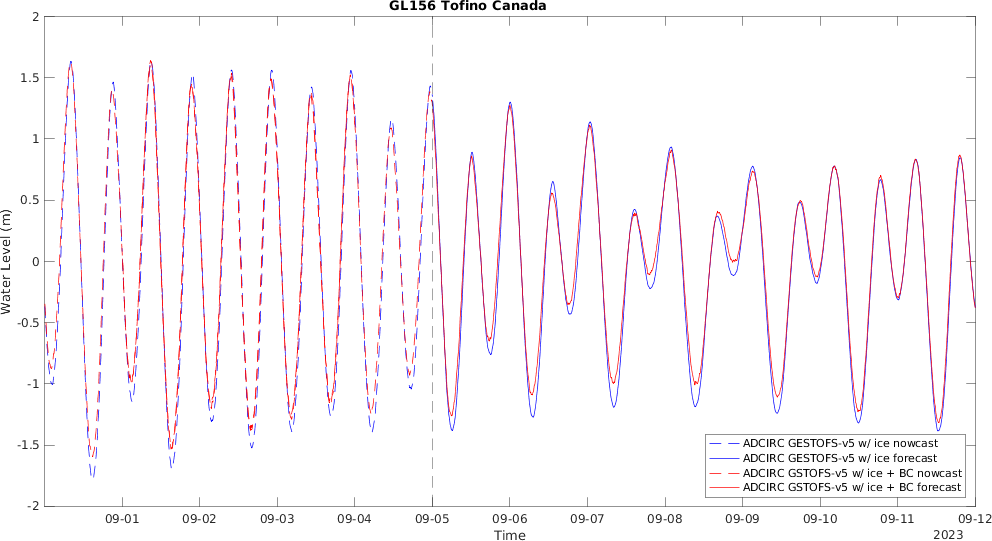 GL156 Tofino Canada
2
1.5
1
0.5
0
-0.5
-1
-1.5
-2
Water Level (m)
09-01 09-02 09-03 09-04 09-05 09-06 09-07 09-08 09-09 09-10 09-11 09-12
Time
2023
ADCIRC GESTOFS-v5 w/ ice nowcast
ADCIRC GESTOFS-v5 w/ ice forecast
ADCIRC GSTOFS-v5 w/ ice + BC nowcast
ADCIRC GSTOFS-v5 w/ ice + BC forecast